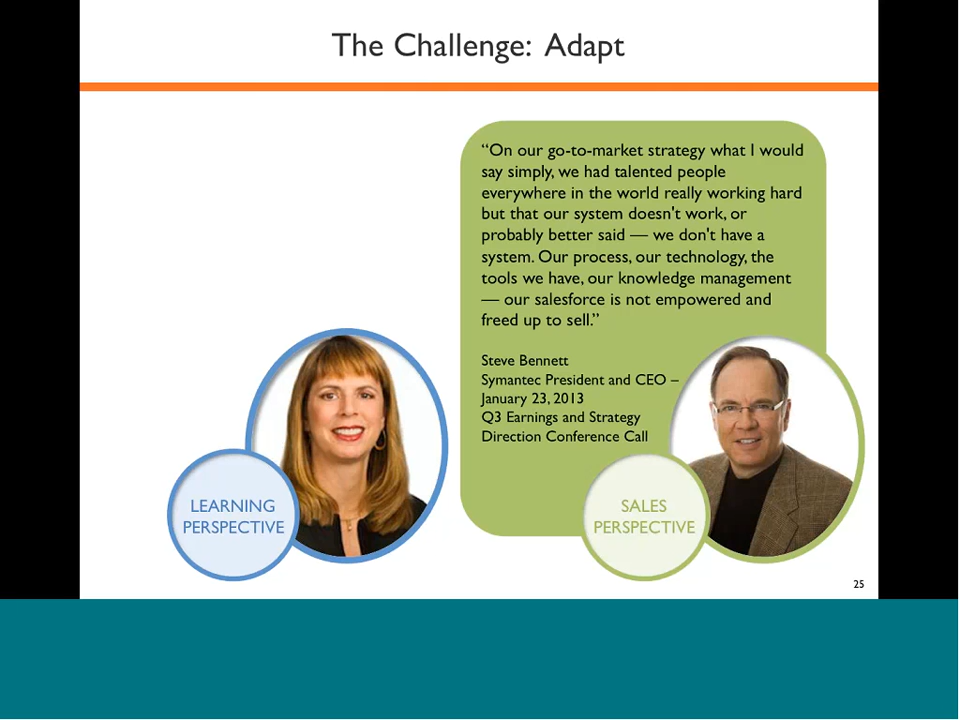 The Challenge: Adapt
“On our go-to-market strategy what I would
say simply, we had talented people
everywhere in the world really working hard
but that our system doesn't work, or
probably better said — we don't have a
system. Our process, our technology, the
tools we have, our knowledge management
— our salesforce is not empowered and
freed up to sell.”
Steve Bennett
Symantec President and CEO –
January 23, 2013
Q3 Earnings and Strategy
Direction Conference Call
LEARNING
PERSPECTIVE
SALES
PERSPECTIVE
25